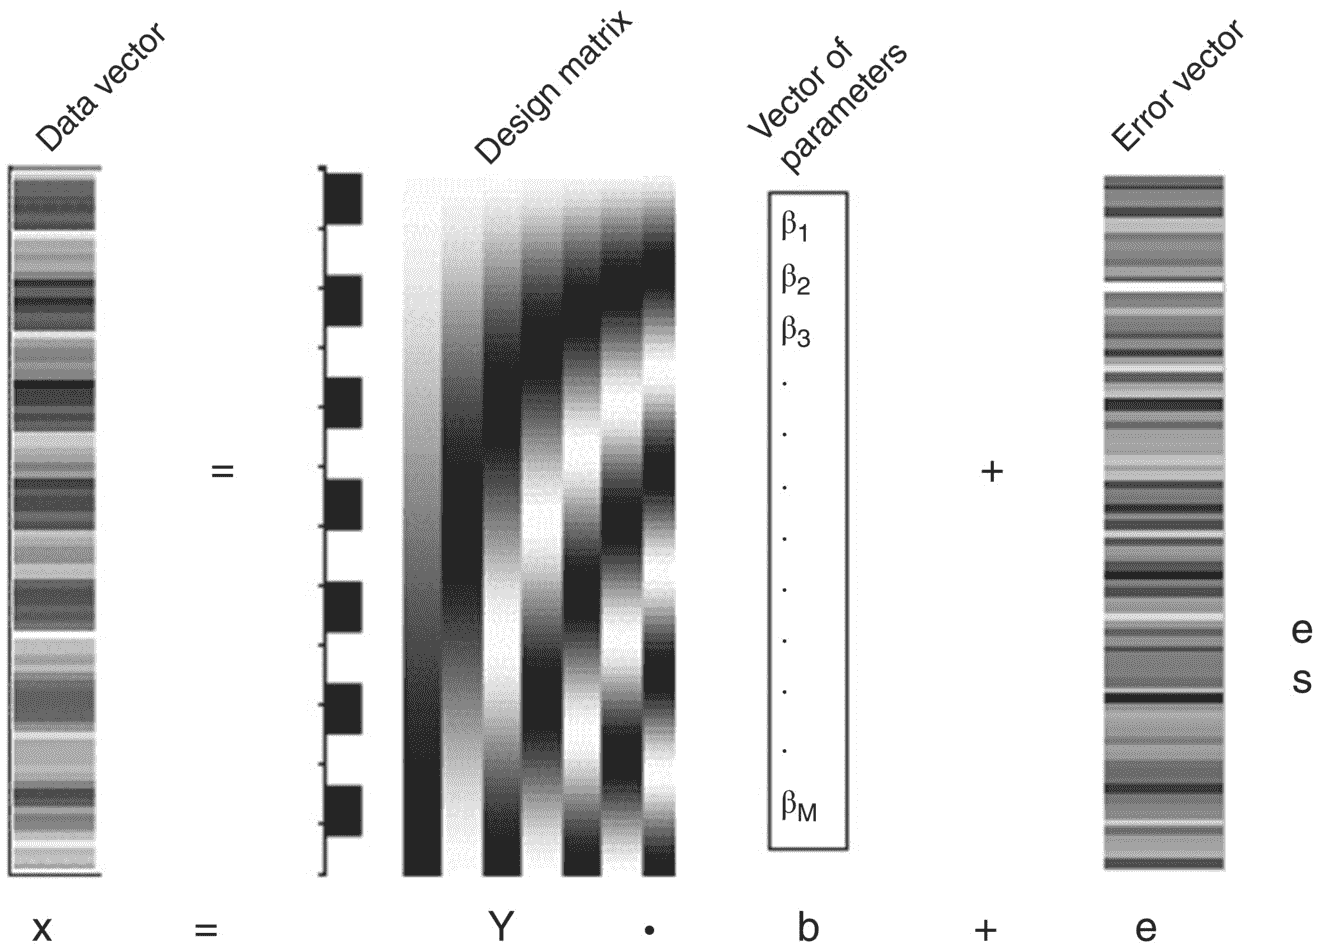 Data vector
Design matrix
Vector of
parameters
Error vector
=
+
β1
β2
β3
.
.
.
.
.
.
.
.
βM
e
s
x = Y • b + e